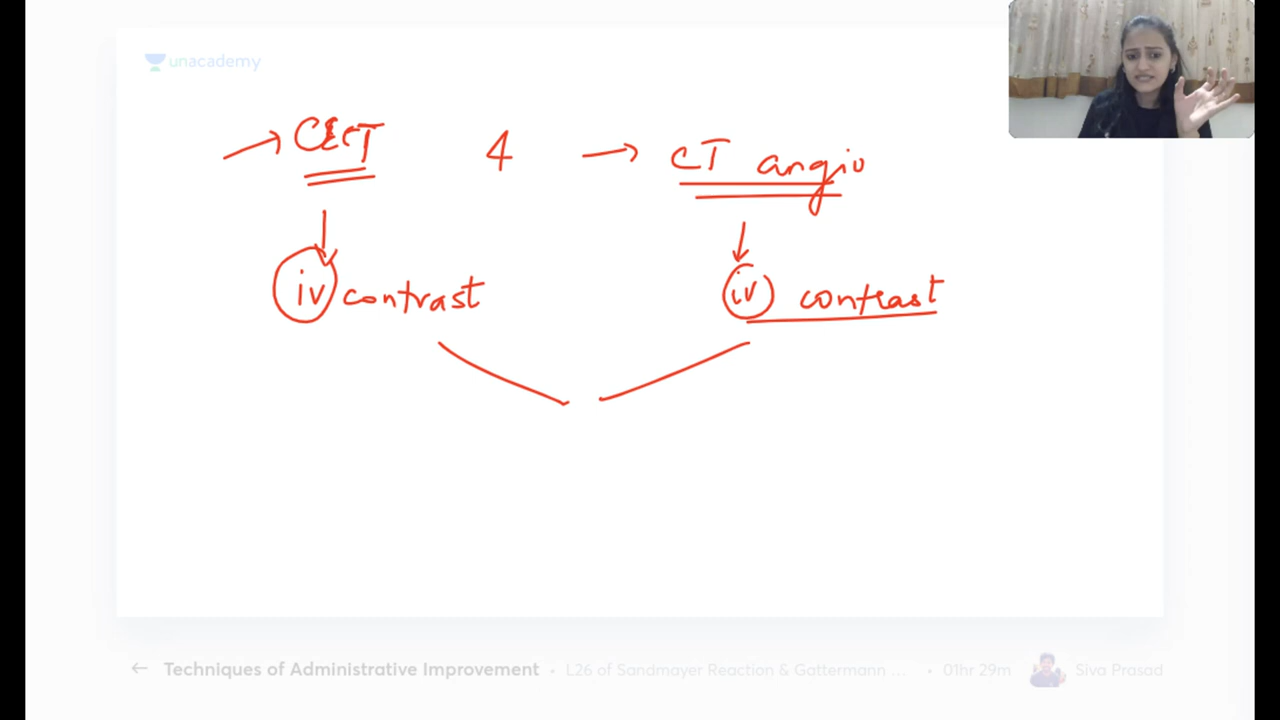 unacademy
→ CECT 4 → CT angio
↓ ↓
iv contrast iv contrast
← Techniques of Administrative Improvement • L26 of Sandmayer Reaction & Gattermann ... • 01hr 29m Siva Prasad